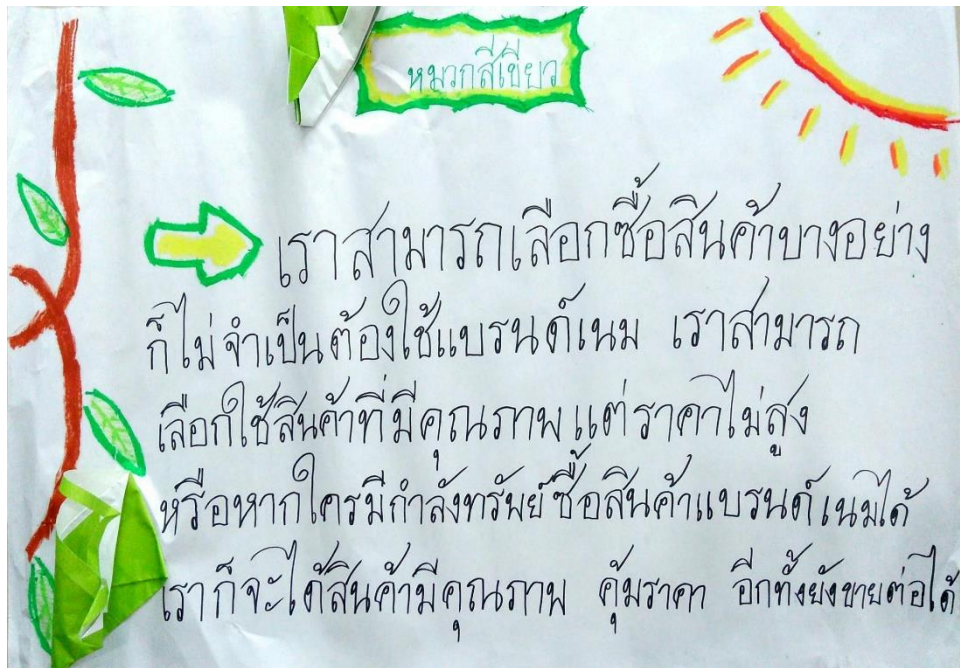 หมวกสีเขียว
เราสามารถเลือกซื้อสินค้าบางอย่าง
ก็ไม่จำเป็นต้องใช้แบรนด์เนม เราสามารถ
เลือกใช้สินค้าที่มีคุณภาพแต่ราคาไม่สูง
หรือหากใครมีกำลังทรัพย์ซื้อสินค้าแบรนด์เนมได้
เราก็จะได้สินค้ามีคุณภาพ คุ้มราคา อีกทั้งยังขายต่อได้